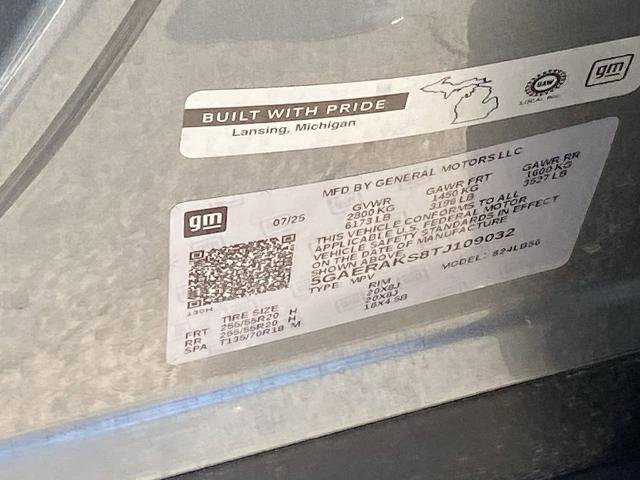 BUILT WITH PRIDE
Lansing, Michigan
UAW
gm
MFD BY GENERAL MOTORS LLC
gm
07/25
GVWR GAWR FRT GAWR RR
2800 KG 1450 KG 1600 KG
6173 LB 3196 LB 3527 LB
THIS VEHICLE CONFORMS TO ALL
APPLICABLE U.S. FEDERAL MOTOR
VEHICLE SAFETY STANDARDS IN EFFECT
ON THE DATE OF MANUFACTURE
SHOWN ABOVE.
5GAERAKS8TJ109032
TYPE: MPV MODEL:
TIRE SIZE RIM
FRT 255/55R20 H 20X8J
RR 255/55R20 H 20X8J
SPA T135/70R18 M 18X4.5B